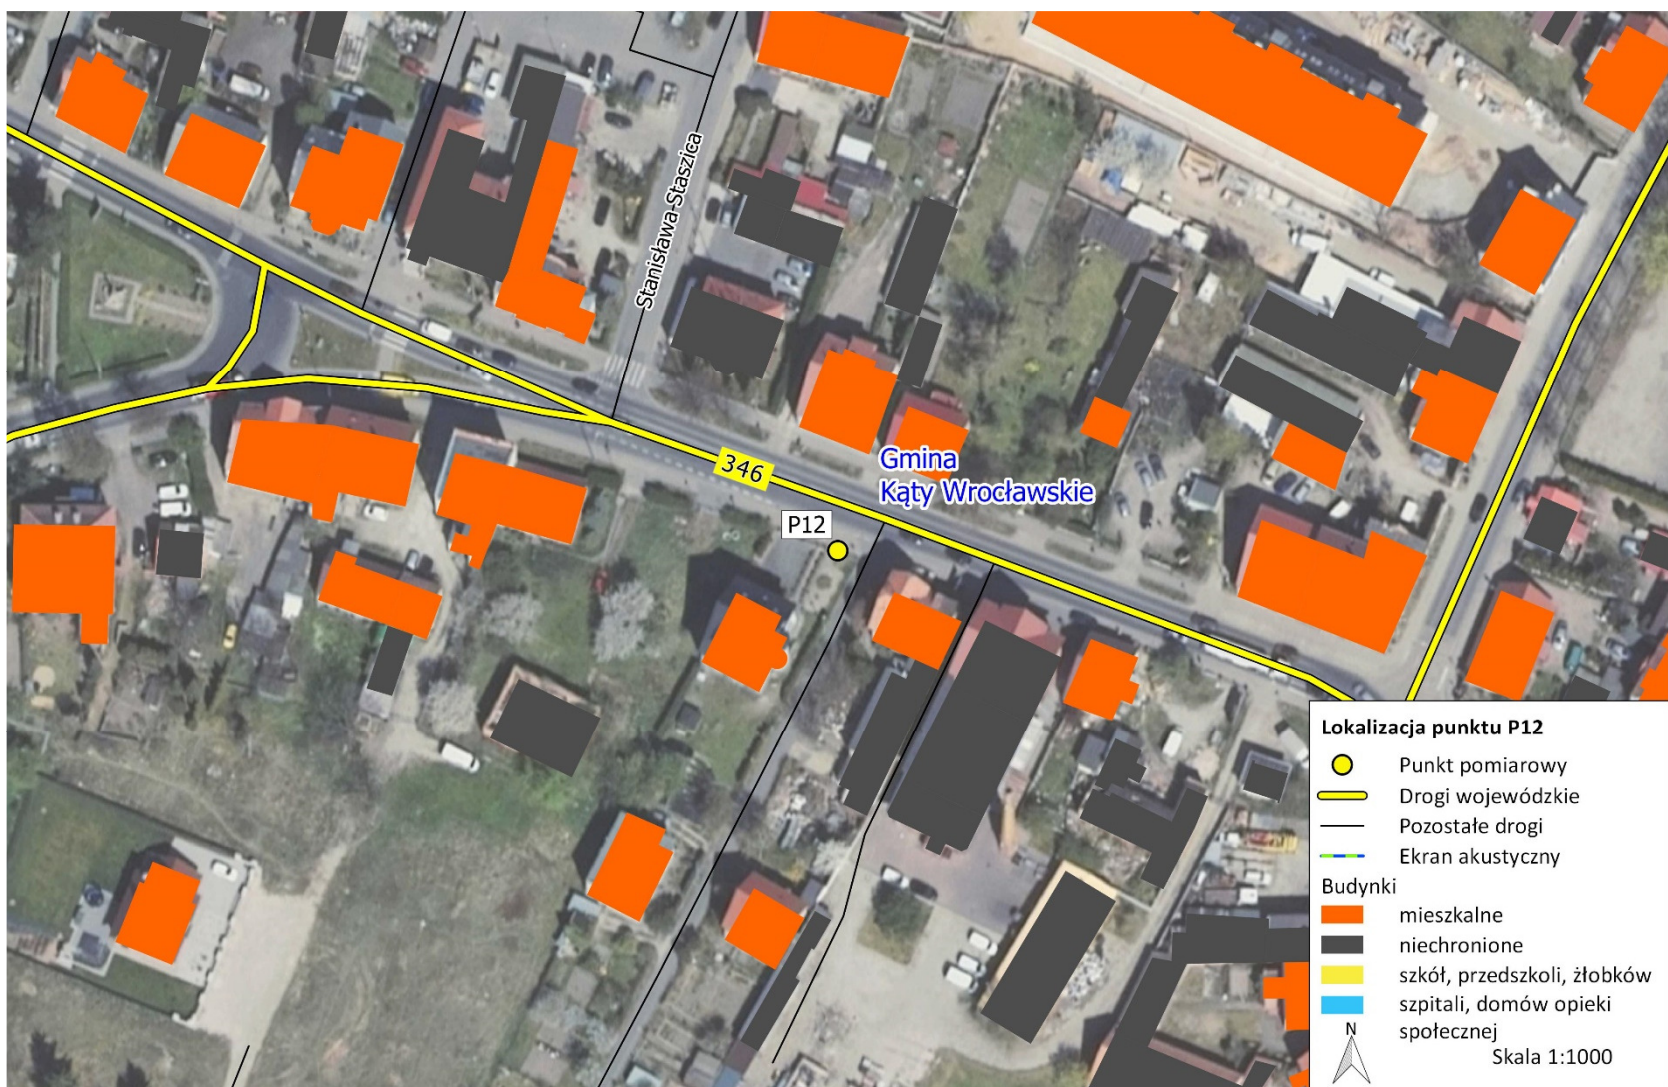 Stanisława Staszica
346
Gmina
Kąty Wrocławskie
P12
Lokalizacja punktu P12
Punkt pomiarowy
Drogi wojewódzkie
Pozostałe drogi
Ekran akustyczny
Budynki
mieszkalne
niechronione
szkół, przedszkoli, żłobków
szpitali, domów opieki
społecznej
N
Skala 1:1000